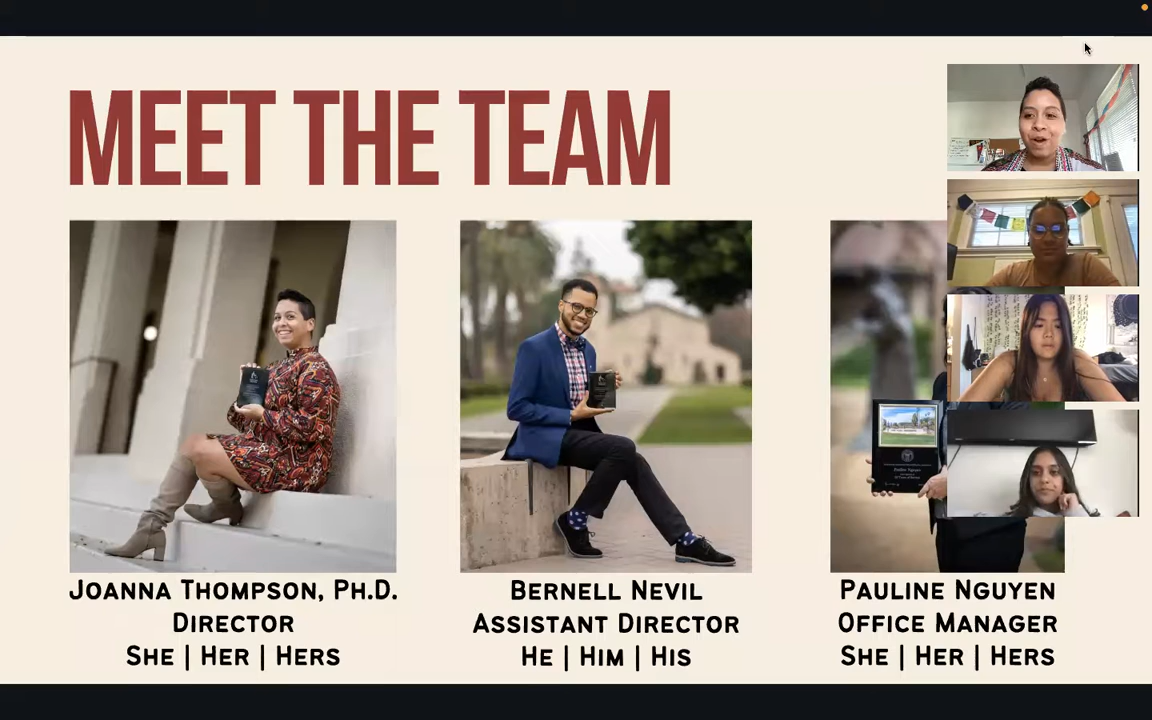 MEET THE TEAM
JOANNA THOMPSON, PH.D.
DIRECTOR
SHE | HER | HERS
BERNELL NEVIL
ASSISTANT DIRECTOR
HE | HIM | HIS
PAULINE NGUYEN
OFFICE MANAGER
SHE | HER | HERS